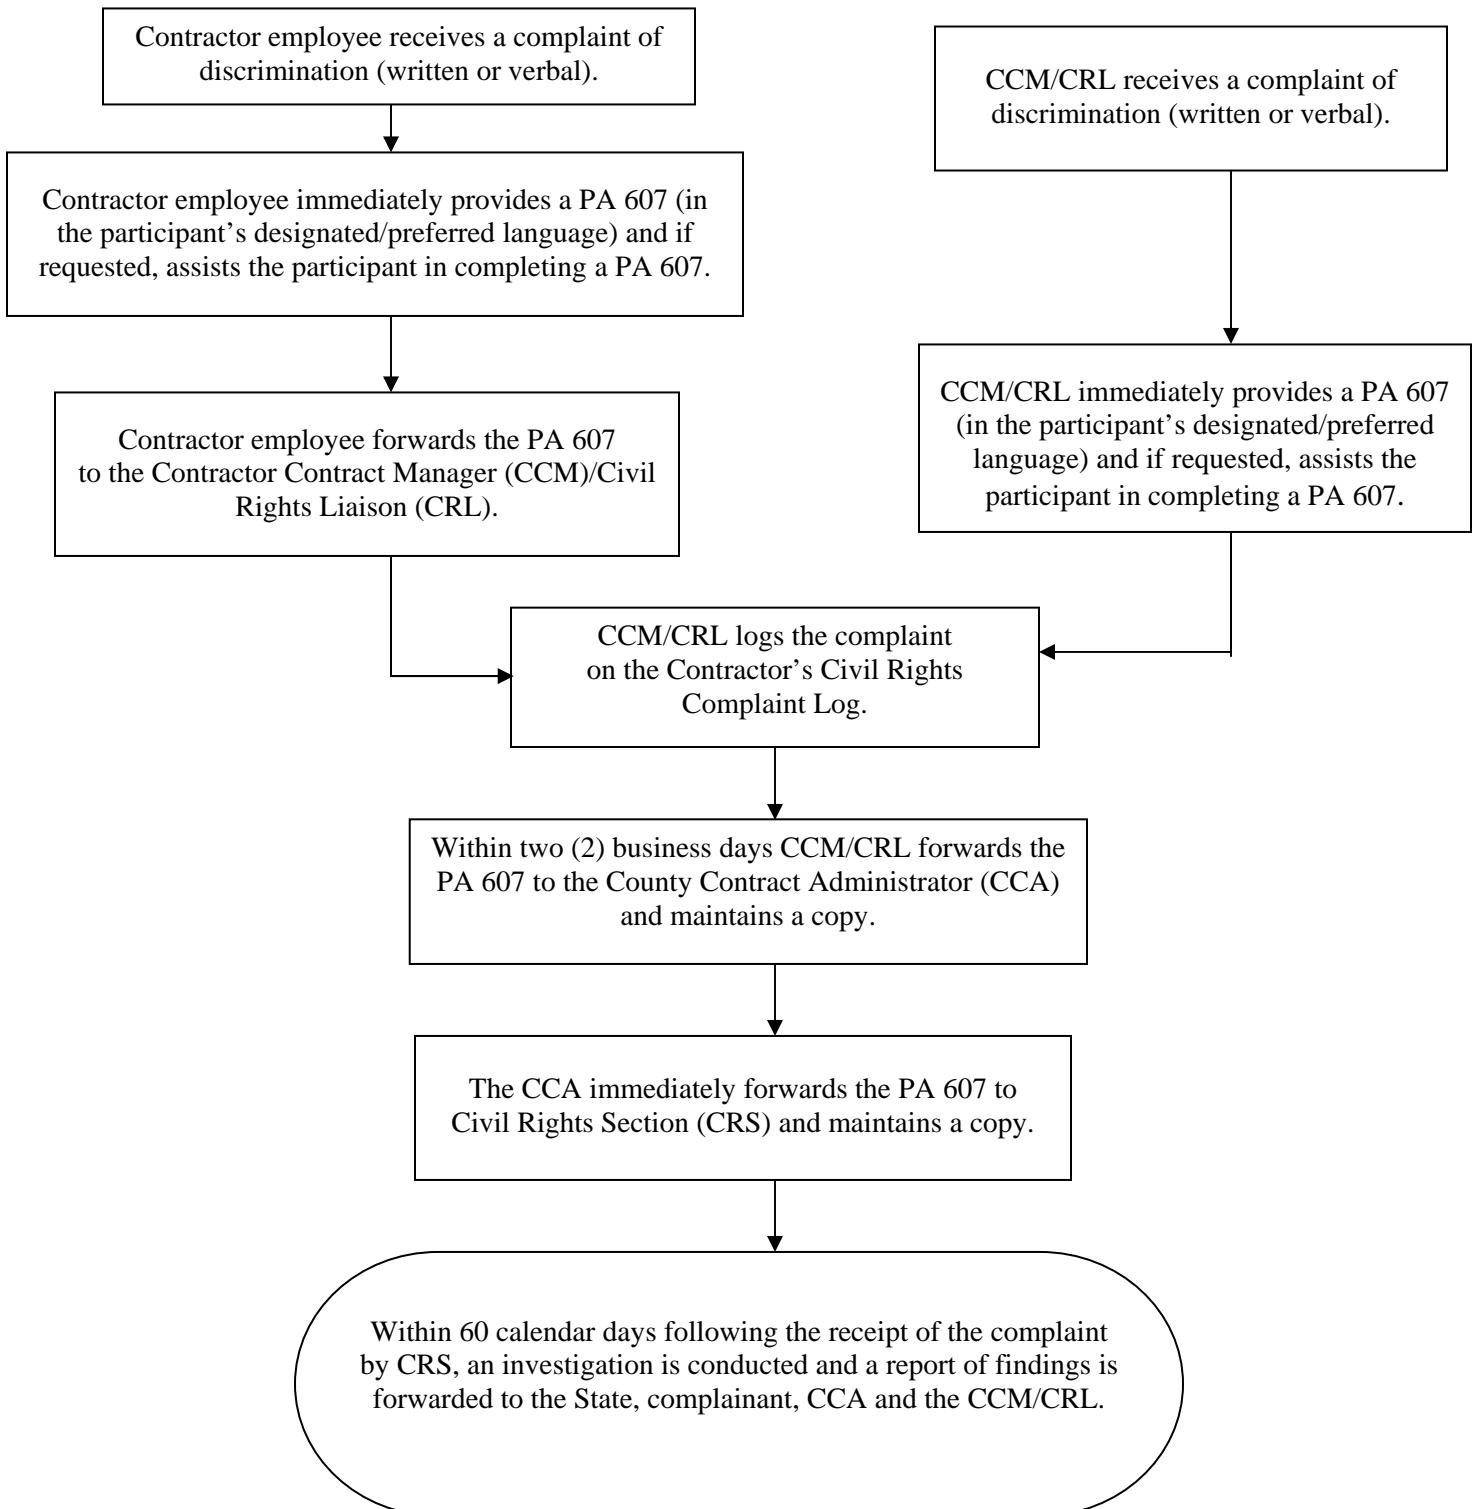 Contractor employee receives a complaint of
discrimination (written or verbal).
CCM/CRL receives a complaint of
discrimination (written or verbal).
Contractor employee immediately provides a PA 607 (in
the participant’s designated/preferred language) and if
requested, assists the participant in completing a PA 607.
CCM/CRL immediately provides a PA 607
(in the participant’s designated/preferred
language) and if requested, assists the
participant in completing a PA 607.
Contractor employee forwards the PA 607
to the Contractor Contract Manager (CCM)/Civil
Rights Liaison (CRL).
CCM/CRL logs the complaint
on the Contractor’s Civil Rights
Complaint Log.
Within two (2) business days CCM/CRL forwards the
PA 607 to the County Contract Administrator (CCA)
and maintains a copy.
The CCA immediately forwards the PA 607 to
Civil Rights Section (CRS) and maintains a copy.
Within 60 calendar days following the receipt of the complaint
by CRS, an investigation is conducted and a report of findings is
forwarded to the State, complainant, CCA and the CCM/CRL.